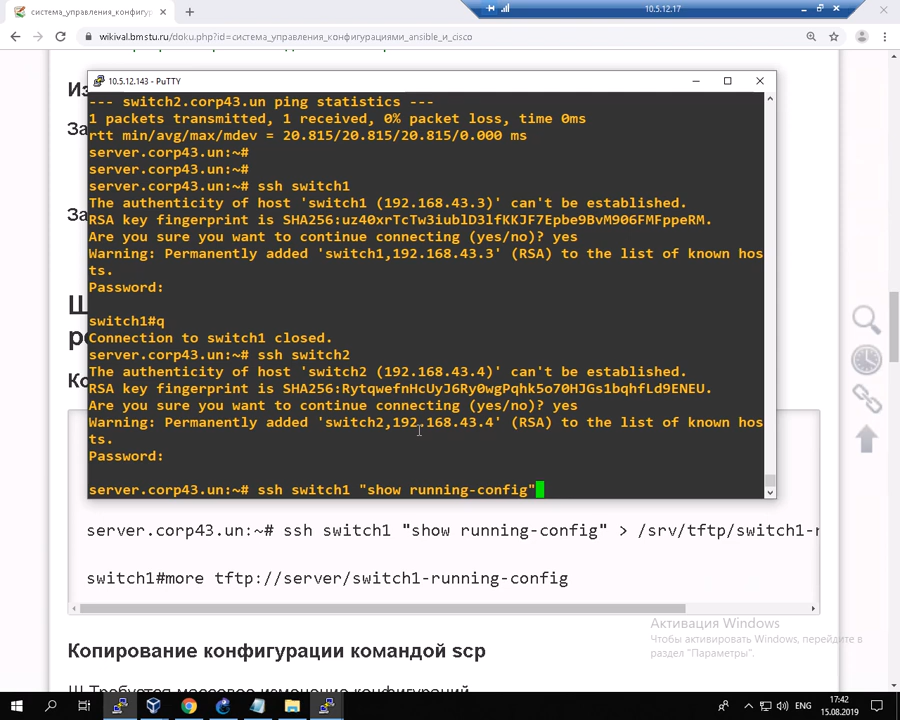 система_управления_конфигур
10.5.12.17
wikival.bmstu.ru/doku.php?id=система_управления_конфигурациями_ansible_и_cisco
10.5.12.143 - PuTTY
--- switch2.corp43.un ping statistics ---
1 packets transmitted, 1 received, 0% packet loss, time 0ms
rtt min/avg/max/mdev = 20.815/20.815/20.815/0.000 ms
server.corp43.un:~#
server.corp43.un:~#
server.corp43.un:~# ssh switch1
The authenticity of host 'switch1 (192.168.43.3)' can't be established.
RSA key fingerprint is SHA256:uz40xrTcTw3iublD3lfKKJF7Epbe9BvM906FMFppeRM.
Are you sure you want to continue connecting (yes/no)? yes
Warning: Permanently added 'switch1,192.168.43.3' (RSA) to the list of known hos
ts.
Password:
switch1#q
Connection to switch1 closed.
server.corp43.un:~# ssh switch2
The authenticity of host 'switch2 (192.168.43.4)' can't be established.
RSA key fingerprint is SHA256:RytqwefnHcUyJ6Ry0wgPqhk5o70HJGs1bqhfLd9ENEU.
Are you sure you want to continue connecting (yes/no)? yes
Warning: Permanently added 'switch2,192.168.43.4' (RSA) to the list of known hos
ts.
Password:
server.corp43.un:~# ssh switch1 "show running-config"
server.corp43.un:~# ssh switch1 "show running-config" > /srv/tftp/switch1-r
switch1#more tftp://server/switch1-running-config
Активация Windows
Чтобы активировать Windows, перейдите в
раздел "Параметры".
Копирование конфигурации командой scp
Ш Требуется массовое изменение конфигураций
ENG
17:42
15.08.2019